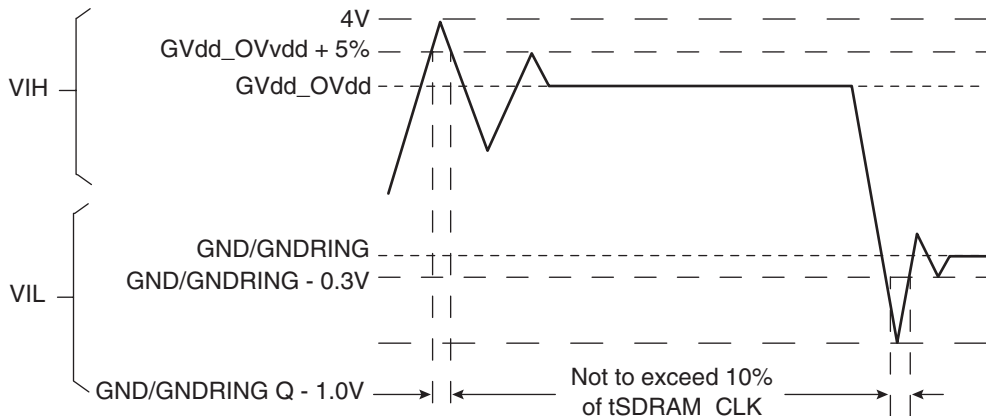 4V
GVdd_OVvdd + 5%
VIH
GVdd_OVdd
GND/GNDRING
GND/GNDRING - 0.3V
VIL
GND/GNDRING Q - 1.0V
Not to exceed 10%
of tSDRAM_CLK